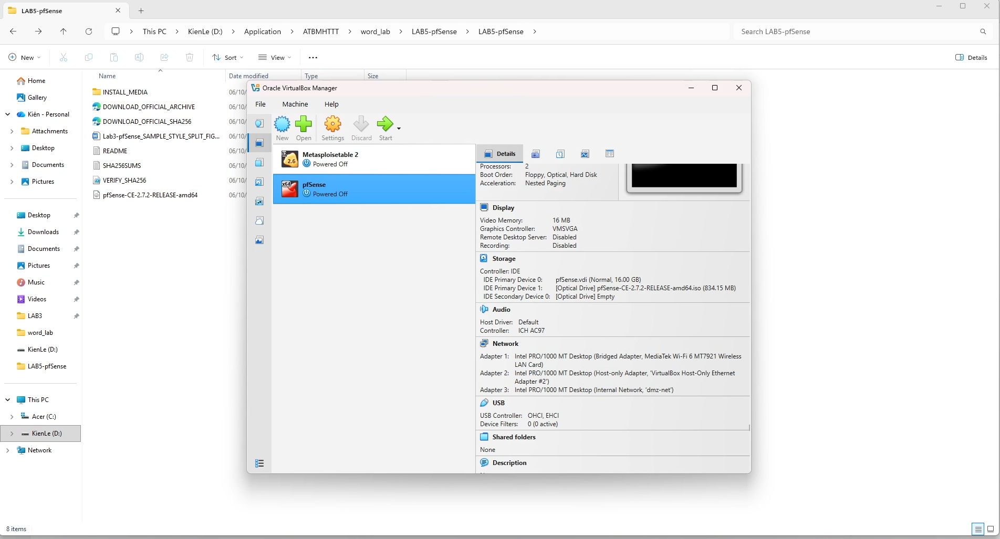 LAB5-pfSense
This PC > KienLe (D:) > Application > ATBMHTTT > word_lab > LAB5-pfSense > LAB5-pfSense >
Search LAB5-pfSense
New
Sort
View
Details
Home
Gallery
Kiên - Personal
Attachments
Desktop
Documents
Pictures
Desktop
Downloads
Documents
Pictures
Music
Videos
LAB3
word_lab
KienLe (D:)
LAB5-pfSense
This PC
Acer (C:)
KienLe (D:)
Network
Name Date modified Type Size
INSTALL_MEDIA 06/10/
DOWNLOAD_OFFICIAL_ARCHIVE 06/10/
DOWNLOAD_OFFICIAL_SHA256 06/10/
Lab3-pfSense_SAMPLE_STYLE_SPLIT_FIG... 06/10/
README 06/10/
SHA256SUMS 06/10/
VERIFY_SHA256 06/10/
pfSense-CE-2.7.2-RELEASE-amd64 06/10/
Oracle VirtualBox Manager
File Machine Help
New Open Settings Discard Start
32
2.6
Metasploisetable 2
Powered Off
x64
pfSense
Powered Off
Details
Processors: 2
Boot Order: Floppy, Optical, Hard Disk
Acceleration: Nested Paging
Display
Video Memory: 16 MB
Graphics Controller: VMSVGA
Remote Desktop Server: Disabled
Recording: Disabled
Storage
Controller: IDE
IDE Primary Device 0: pfSense.vdi (Normal, 16.00 GB)
IDE Primary Device 1: [Optical Drive] pfSense-CE-2.7.2-RELEASE-amd64.iso (834.15 MB)
IDE Secondary Device 0: [Optical Drive] Empty
Audio
Host Driver: Default
Controller: ICH AC97
Network
Adapter 1: Intel PRO/1000 MT Desktop (Bridged Adapter, MediaTek Wi-Fi 6 MT7921 Wireless
LAN Card)
Adapter 2: Intel PRO/1000 MT Desktop (Host-only Adapter, 'VirtualBox Host-Only Ethernet
Adapter #2')
Adapter 3: Intel PRO/1000 MT Desktop (Internal Network, 'dmz-net')
USB
USB Controller: OHCI, EHCI
Device Filters: 0 (0 active)
Shared folders
None
Description
8 items